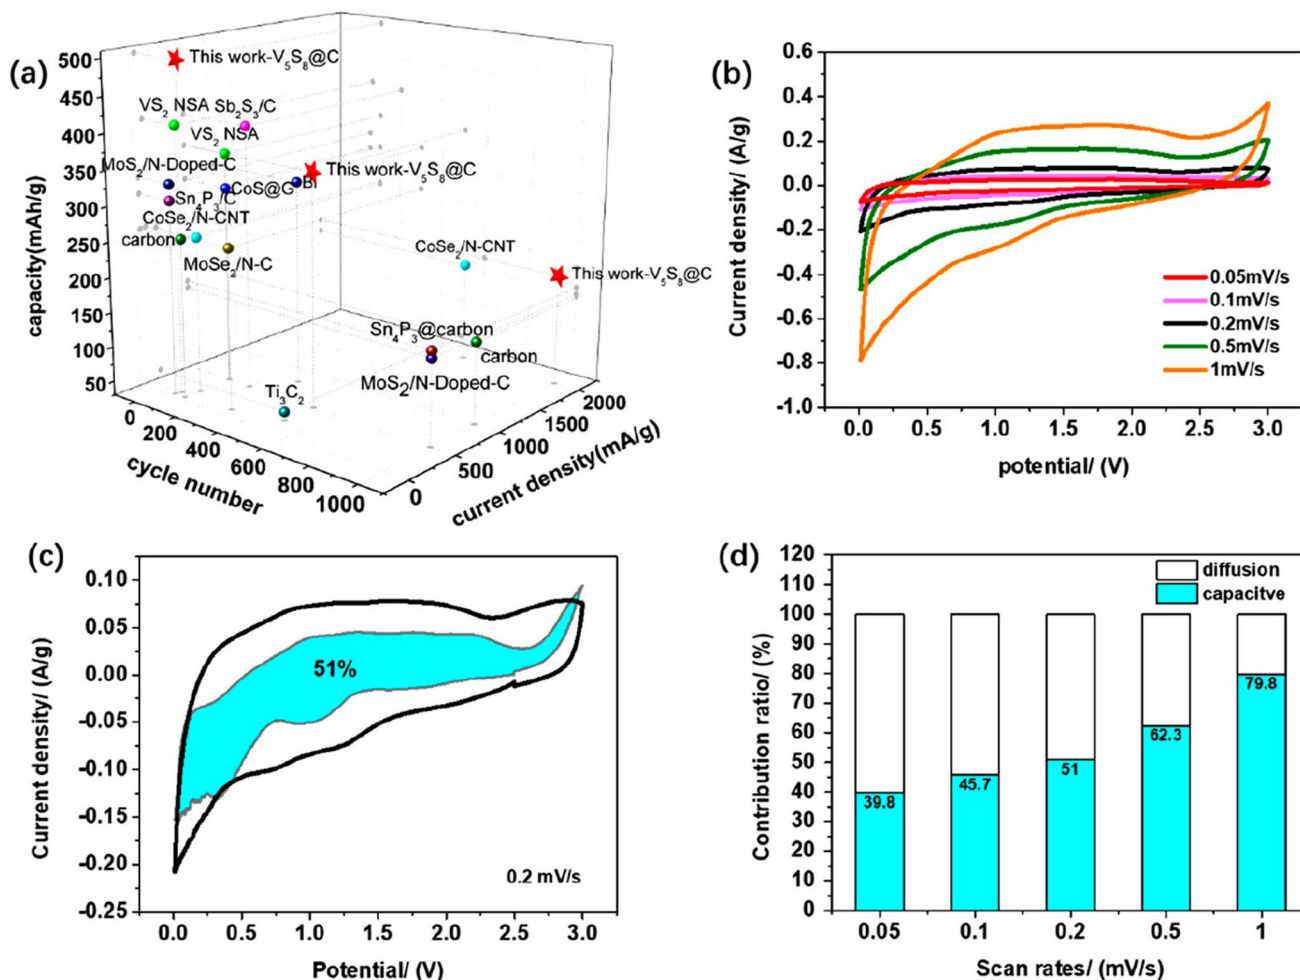 (a)
500
450
400
350
300
250
200
150
100
50
capacity(mAh/g)
This work-V₅S₈@C
VS₂ NSA Sb₂S₃/C
VS₂ NSA
MoS₂/N-Doped-C
CoS@G Bi
This work-V₅S₈@C
Sn₄P₃/C
CoSe₂/N-CNT
carbon
MoSe₂/N-C
CoSe₂/N-CNT
This work-V₅S₈@C
Sn₄P₃@carbon
carbon
MoS₂/N-Doped-C
Ti₃C₂
0 200 400 600 800 1000
cycle number
0 500 1000 1500 2000
current density(mA/g)
(b)
0.6
0.4
0.2
0.0
-0.2
-0.4
-0.6
-0.8
-1.0
Current density/ (A/g)
0.05mV/s
0.1mV/s
0.2mV/s
0.5mV/s
1mV/s
0.0 0.5 1.0 1.5 2.0 2.5 3.0
potential/ (V)
(c)
0.10
0.05
0.00
-0.05
-0.10
-0.15
-0.20
-0.25
Current density/ (A/g)
51%
0.2 mV/s
0.0 0.5 1.0 1.5 2.0 2.5 3.0
Potential/ (V)
(d)
120
110
100
90
80
70
60
50
40
30
20
10
0
Contribution ratio/ (%)
diffusion
capacitve
39.8
45.7
51
62.3
79.8
0.05 0.1 0.2 0.5 1
Scan rates/ (mV/s)